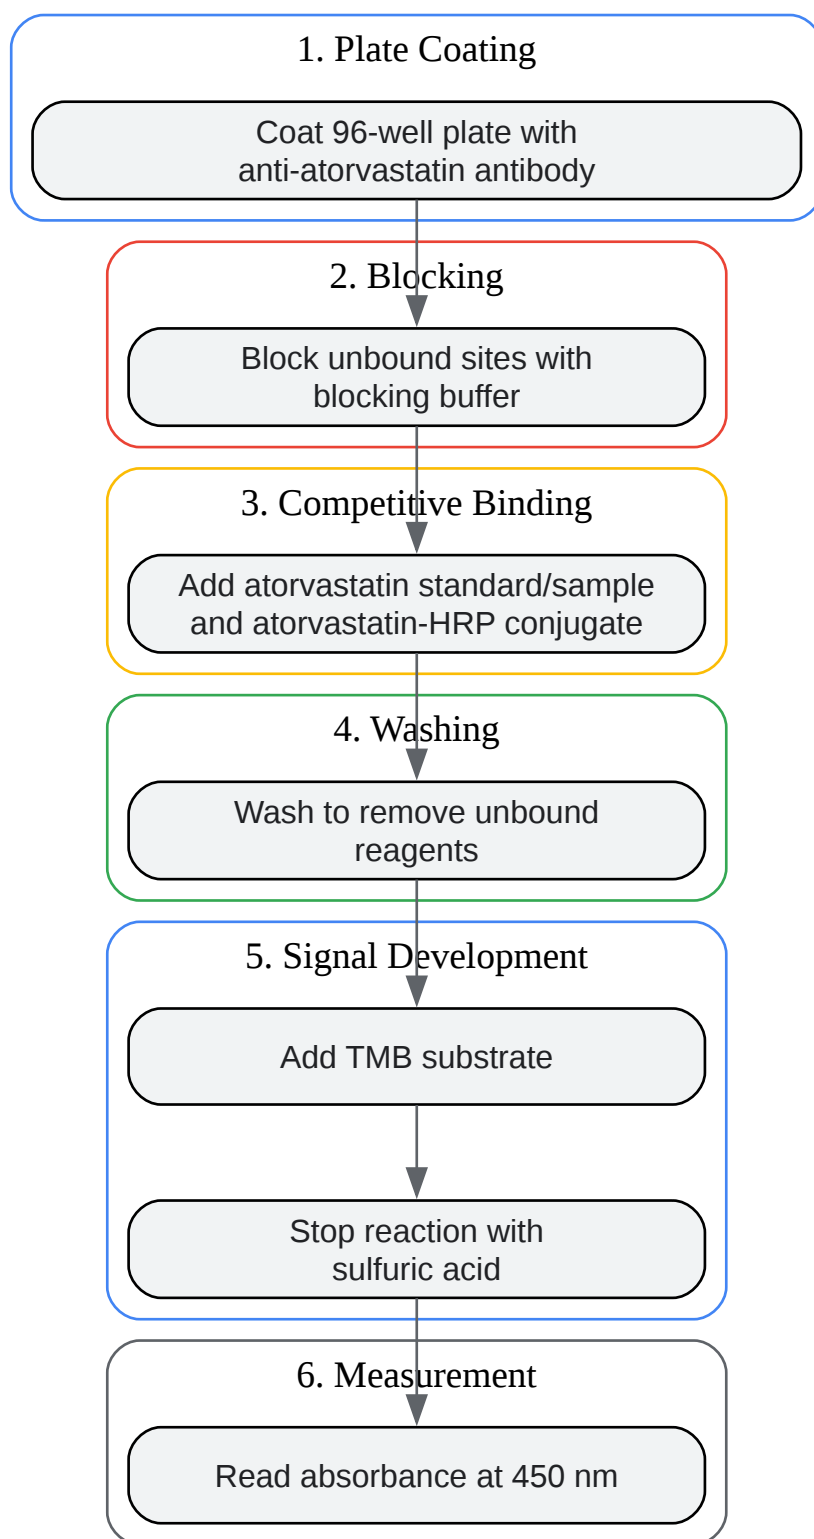 1. Plate Coating
Coat 96-well plate with
anti-atorvastatin antibody
2. Blocking
Block unbound sites with
blocking buffer
3. Competitive Binding
Add atorvastatin standard/sample
and atorvastatin-HRP conjugate
4. Washing
Wash to remove unbound
reagents
5. Signal Development
Add TMB substrate
Stop reaction with
sulfuric acid
6. Measurement
Read absorbance at 450 nm